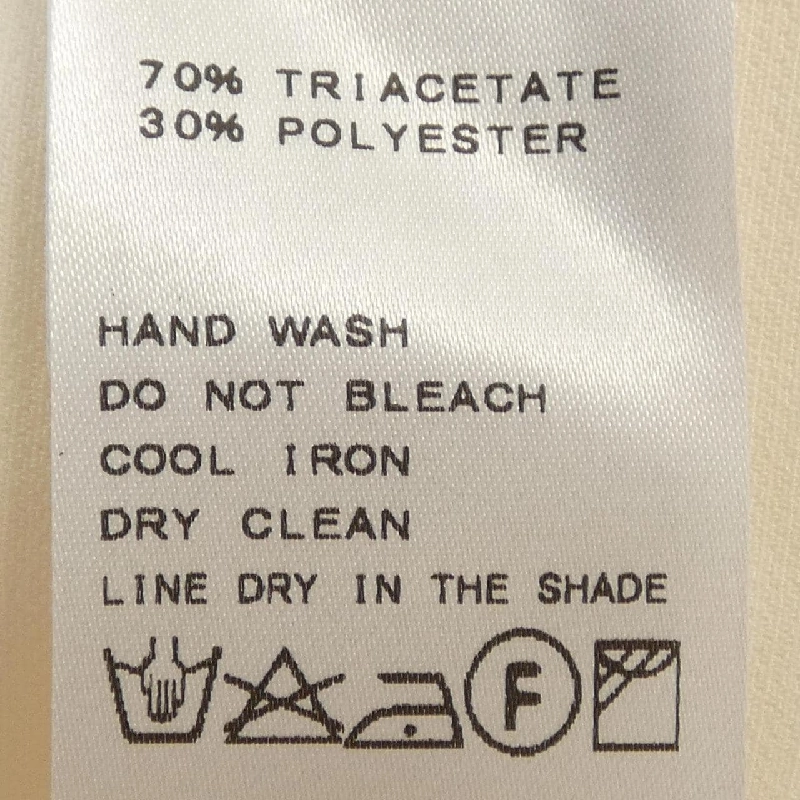 70% TRIACETATE
30% POLYESTER
HAND WASH
DO NOT BLEACH
COOL IRON
DRY CLEAN
LINE DRY IN THE SHADE
F